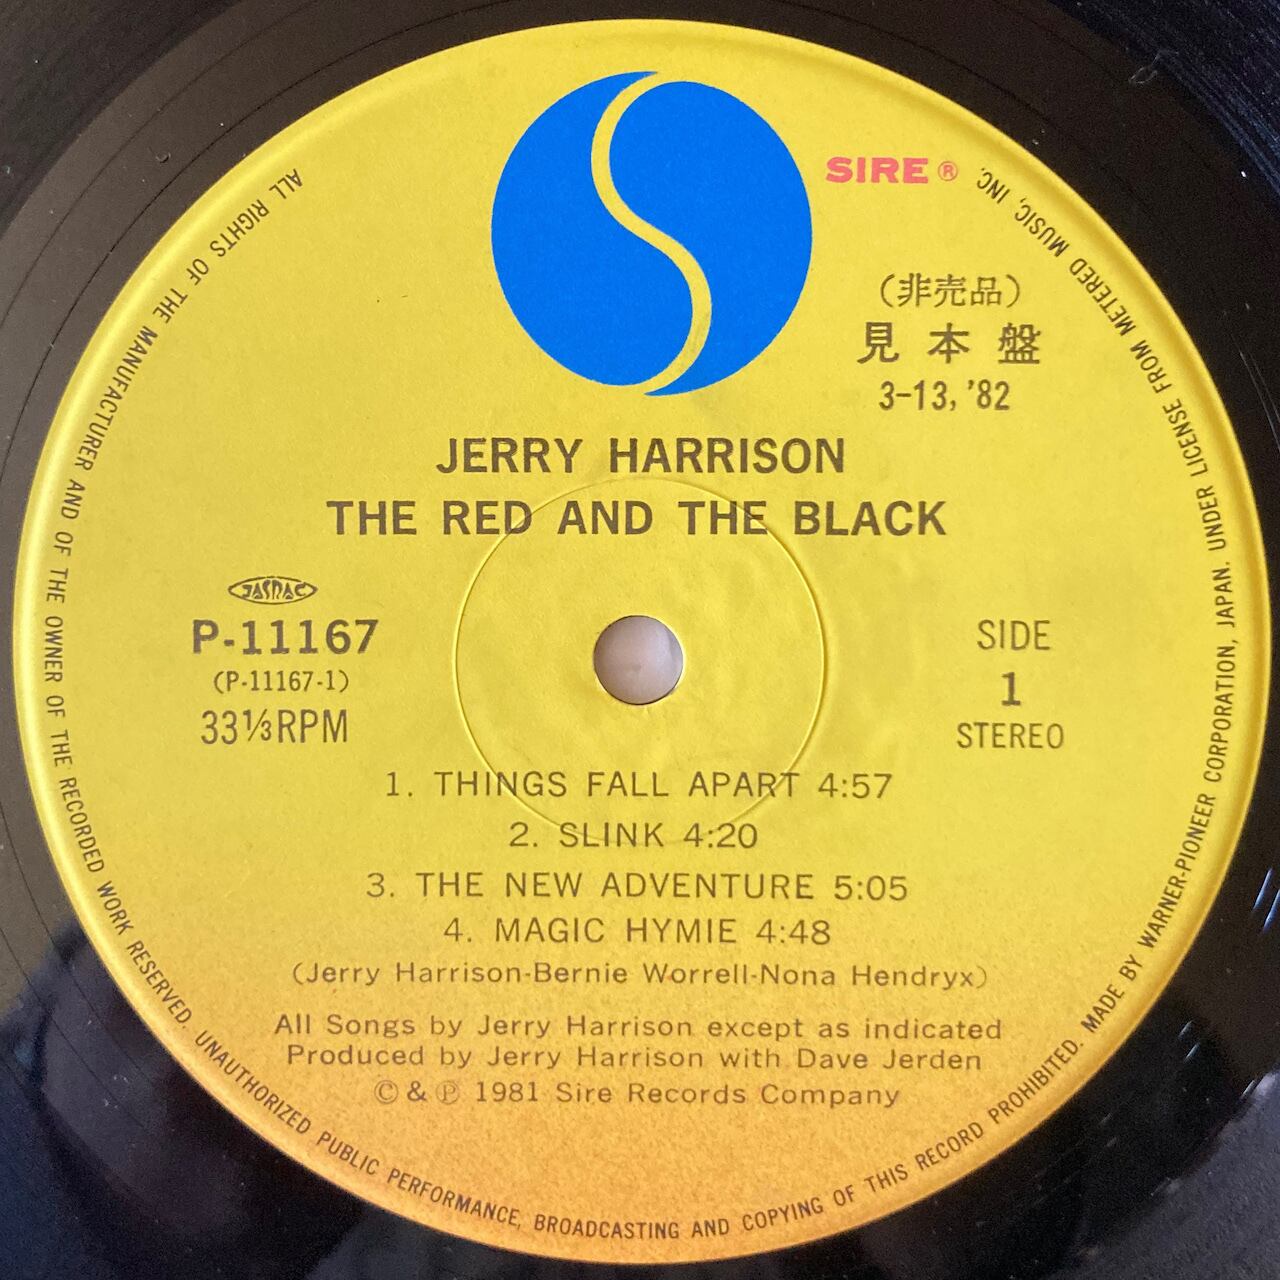 SIRE®
(非売品)
見本盤
3-13, '82
JERRY HARRISON
THE RED AND THE BLACK
JASRAC
P-11167
(P-11167-1)
33⅓RPM
SIDE
1
STEREO
1. THINGS FALL APART 4:57
2. SLINK 4:20
3. THE NEW ADVENTURE 5:05
4. MAGIC HYMIE 4:48
(Jerry Harrison-Bernie Worrell-Nona Hendryx)
All Songs by Jerry Harrison except as indicated
Produced by Jerry Harrison with Dave Jerden
© & ℗ 1981 Sire Records Company
ALL RIGHTS OF THE MANUFACTURER AND OF THE OWNER OF THE RECORDED WORK RESERVED. UNAUTHORIZED PUBLIC PERFORMANCE, BROADCASTING AND COPYING OF THIS RECORD PROHIBITED. MADE BY WARNER-PIONEER CORPORATION, JAPAN. UNDER LICENSE FROM METERED MUSIC, INC.